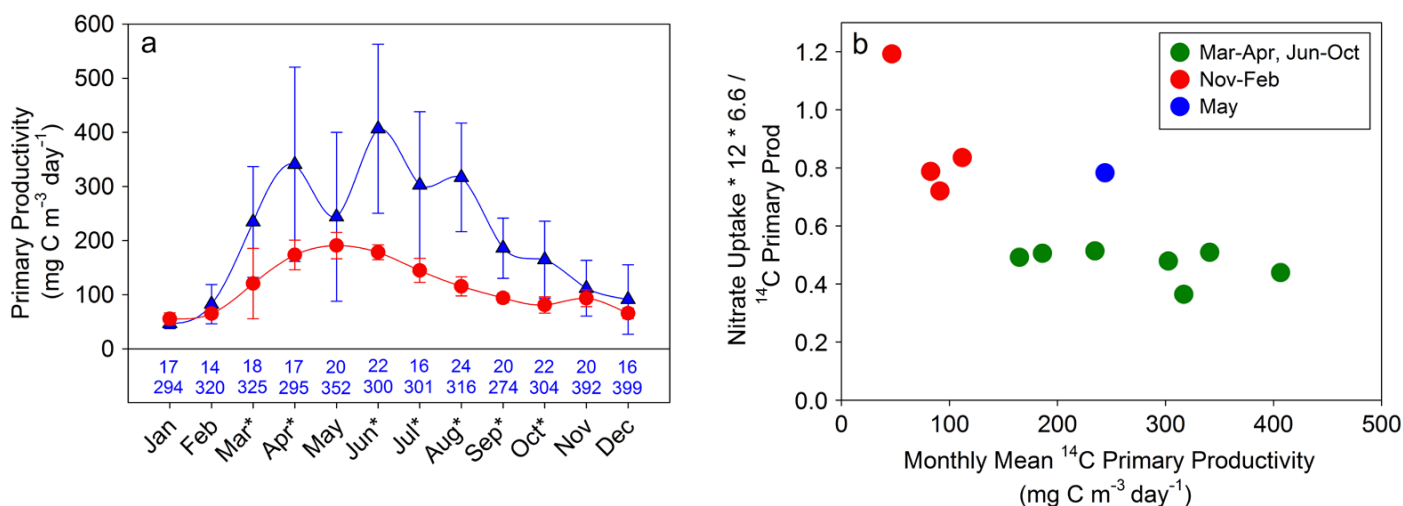 a
Primary Productivity
(mg C m⁻³ day⁻¹)
600
500
400
300
200
100
0
17 14 18 17 20 22 16 24 20 22 20 16
294 320 325 295 352 300 301 316 274 304 392 399
Jan Feb Mar* Apr* May Jun* Jul* Aug* Sep* Oct* Nov Dec
b
Nitrate Uptake * 12 * 6.6 /
¹⁴C Primary Prod
1.2
1.0
0.8
0.6
0.4
0.2
0.0
Mar-Apr, Jun-Oct
Nov-Feb
May
0 100 200 300 400 500
Monthly Mean ¹⁴C Primary Productivity
(mg C m⁻³ day⁻¹)